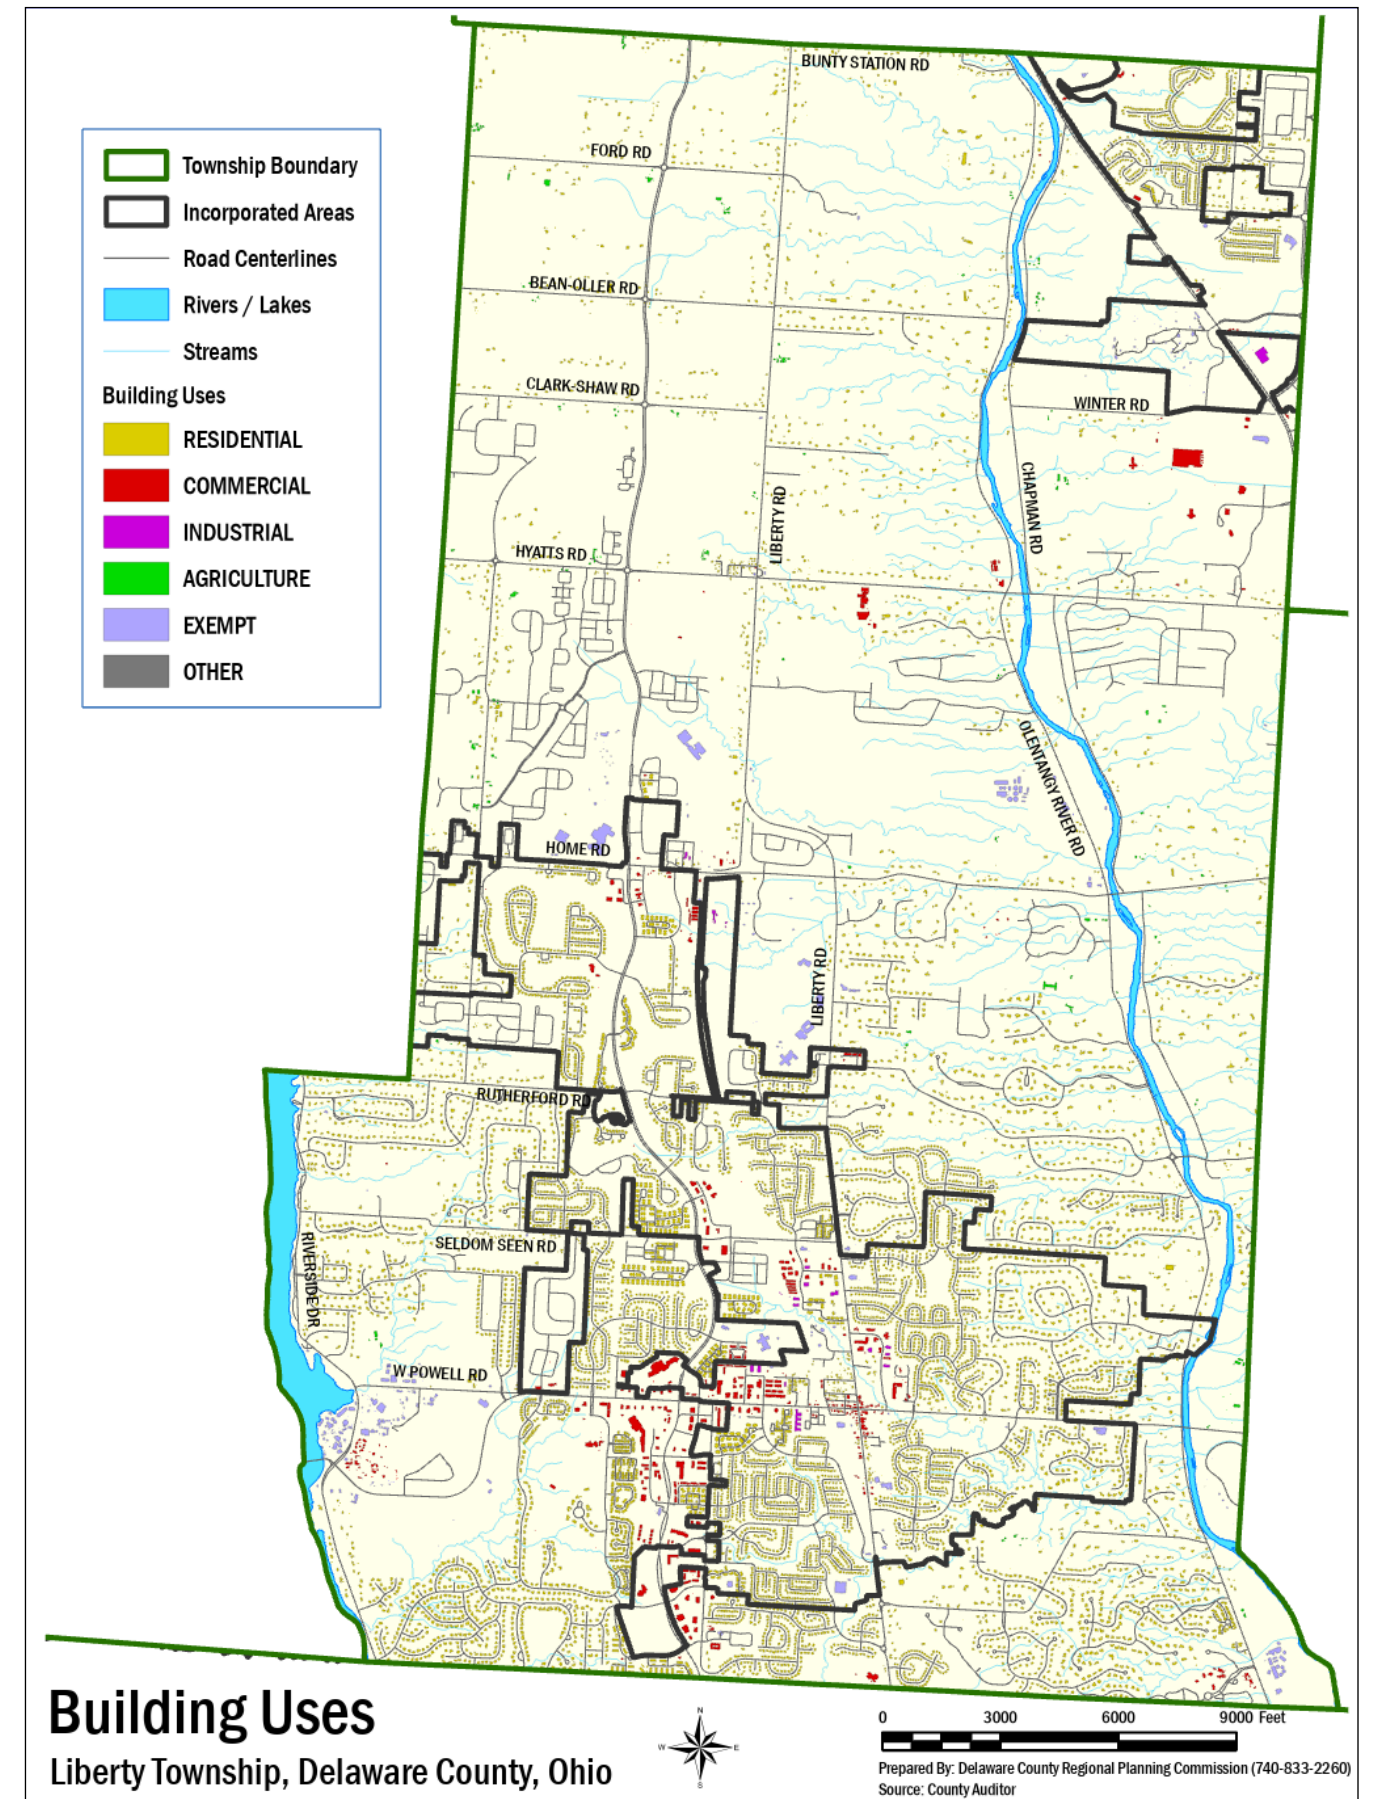 BUNTY STATION RD
FORD RD
Township Boundary
Incorporated Areas
Road Centerlines
Rivers / Lakes
Streams
Building Uses
RESIDENTIAL
COMMERCIAL
INDUSTRIAL
AGRICULTURE
EXEMPT
OTHER
BEAN-OLLER RD
CLARK-SHAW RD
WINTER RD
CHAPMAN RD
LIBERTY RD
HYATTS RD
OLENTANGY RIVER RD
HOME RD
LIBERTY RD
RUTHERFORD RD
SELDOM SEEN RD
RIVERSIDE DR
W POWELL RD
Building Uses
Liberty Township, Delaware County, Ohio
N
W E
S
0 3000 6000 9000 Feet
Prepared By: Delaware County Regional Planning Commission (740-833-2260)
Source: County Auditor